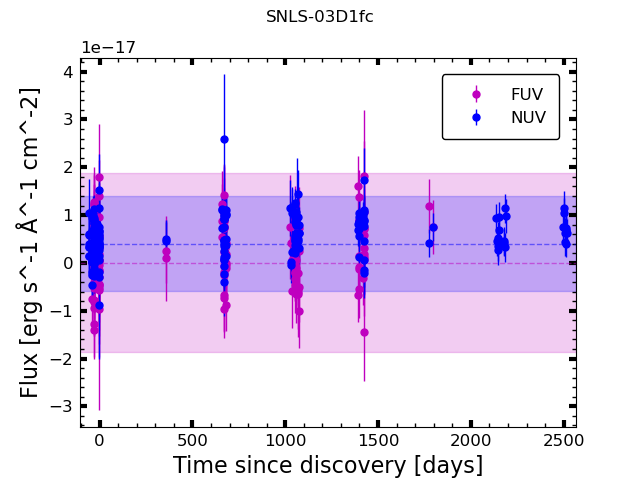 SNLS-03D1fc
1e−17
4
3
2
1
0
−1
−2
−3
Flux [erg s^-1 Å^-1 cm^-2]
FUV
NUV
0 500 1000 1500 2000 2500
Time since discovery [days]